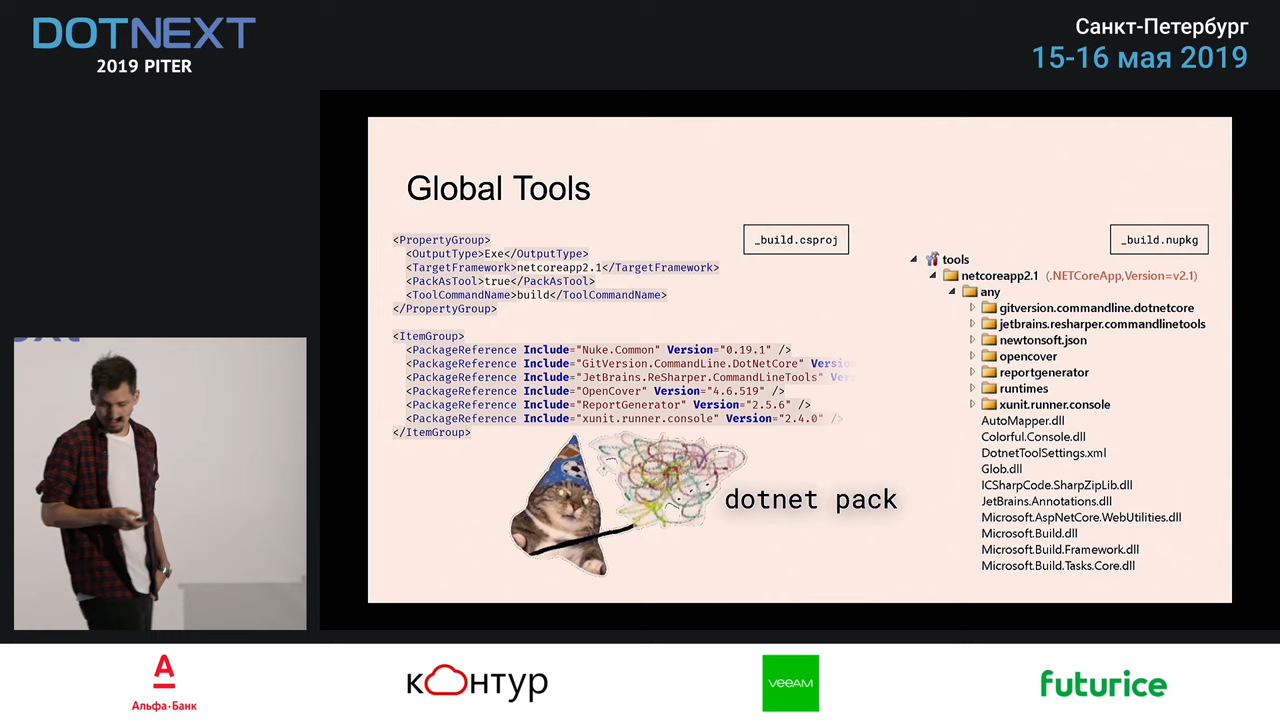 DOTNEXT
2019 PITER
Санкт-Петербург
15-16 мая 2019
Global Tools
_build.csproj
<PropertyGroup>
<OutputType>Exe</OutputType>
<TargetFramework>netcoreapp2.1</TargetFramework>
<PackAsTool>true</PackAsTool>
<ToolCommandName>build</ToolCommandName>
</PropertyGroup>
<ItemGroup>
<PackageReference Include="Nuke.Common" Version="0.19.1" />
<PackageReference Include="GitVersion.CommandLine.DotNetCore" Versio
<PackageReference Include="JetBrains.ReSharper.CommandLineTools" Ver
<PackageReference Include="OpenCover" Version="4.6.519" />
<PackageReference Include="ReportGenerator" Version="2.5.6" />
<PackageReference Include="xunit.runner.console" Version="2.4.0" />
</ItemGroup>
dotnet pack
_build.nupkg
tools
netcoreapp2.1 (.NETCoreApp,Version=v2.1)
any
gitversion.commandline.dotnetcore
jetbrains.resharper.commandlinetools
newtonsoft.json
opencover
reportgenerator
runtimes
xunit.runner.console
AutoMapper.dll
Colorful.Console.dll
DotnetToolSettings.xml
Glob.dll
ICSharpCode.SharpZipLib.dll
JetBrains.Annotations.dll
Microsoft.AspNetCore.WebUtilities.dll
Microsoft.Build.dll
Microsoft.Build.Framework.dll
Microsoft.Build.Tasks.Core.dll
А
Альфа·Банк
контур
veeam
futurice